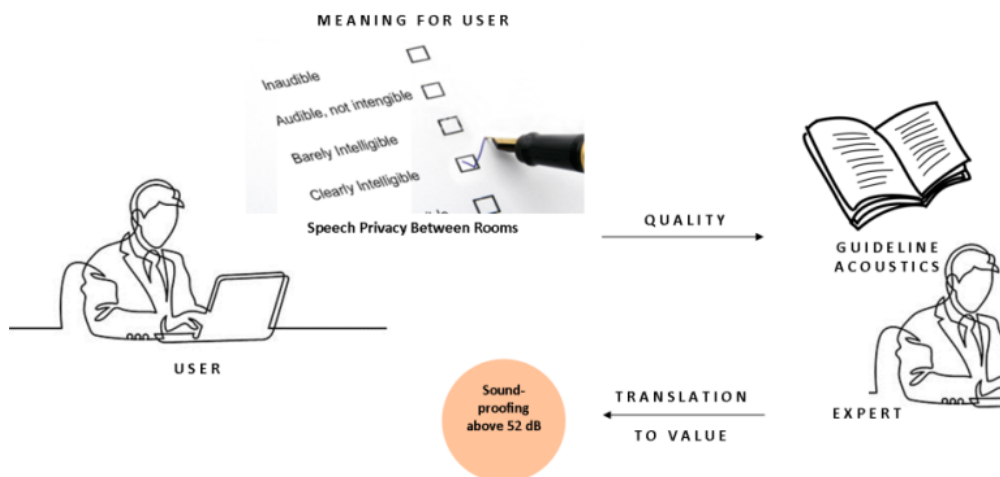 MEANING FOR USER
Inaudible
Audible, not intengible
Barely Intelligible
Clearly Intelligible
Speech Privacy Between Rooms
QUALITY
GUIDELINE
ACOUSTICS
USER
Sound-
proofing
above 52 dB
TRANSLATION
TO VALUE
EXPERT